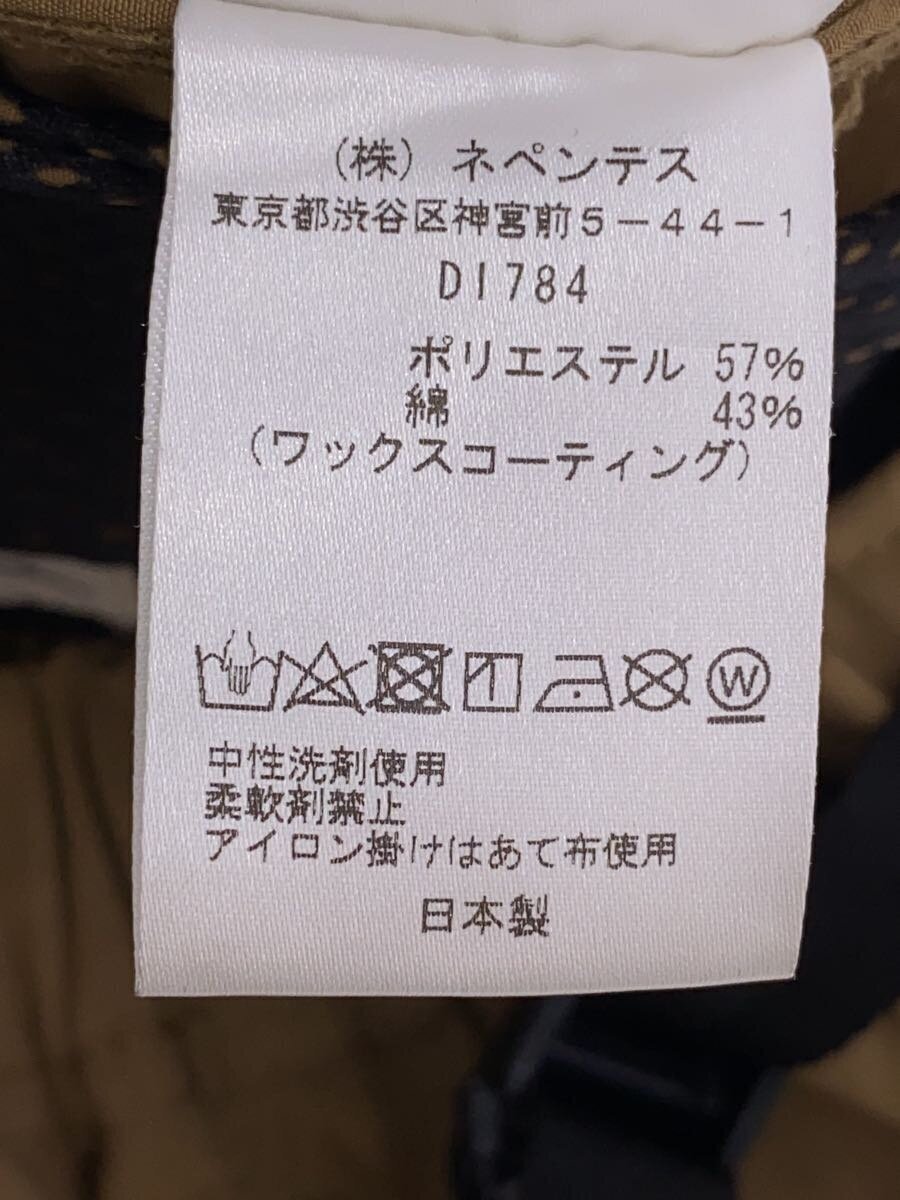 (株) ネペンテス
東京都渋谷区神宮前5-44-1
DI784
ポリエステル 57%
綿 43%
(ワックスコーティング)
W
中性洗剤使用
柔軟剤禁止
アイロン掛けはあて布使用
日本製